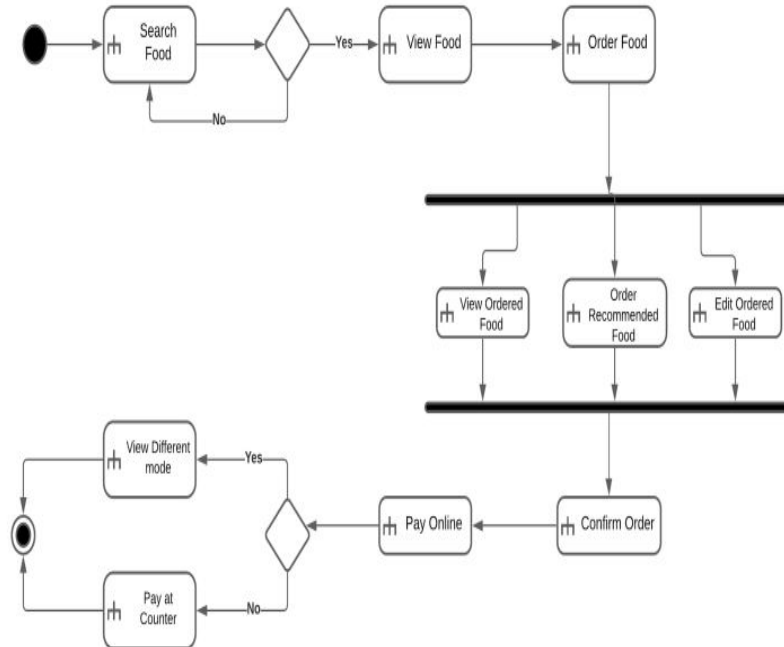 Search
Food
Yes
View Food
Order Food
No
View Ordered
Food
Order
Recommended
Food
Edit Ordered
Food
View Different
mode
Yes
Pay Online
Confirm Order
Pay at
Counter
No